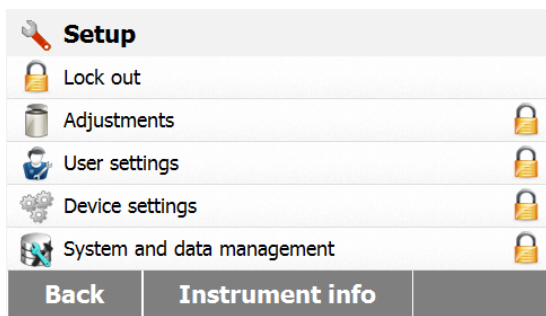 Setup
Lock out
Adjustments
User settings
Device settings
System and data management
Back Instrument info